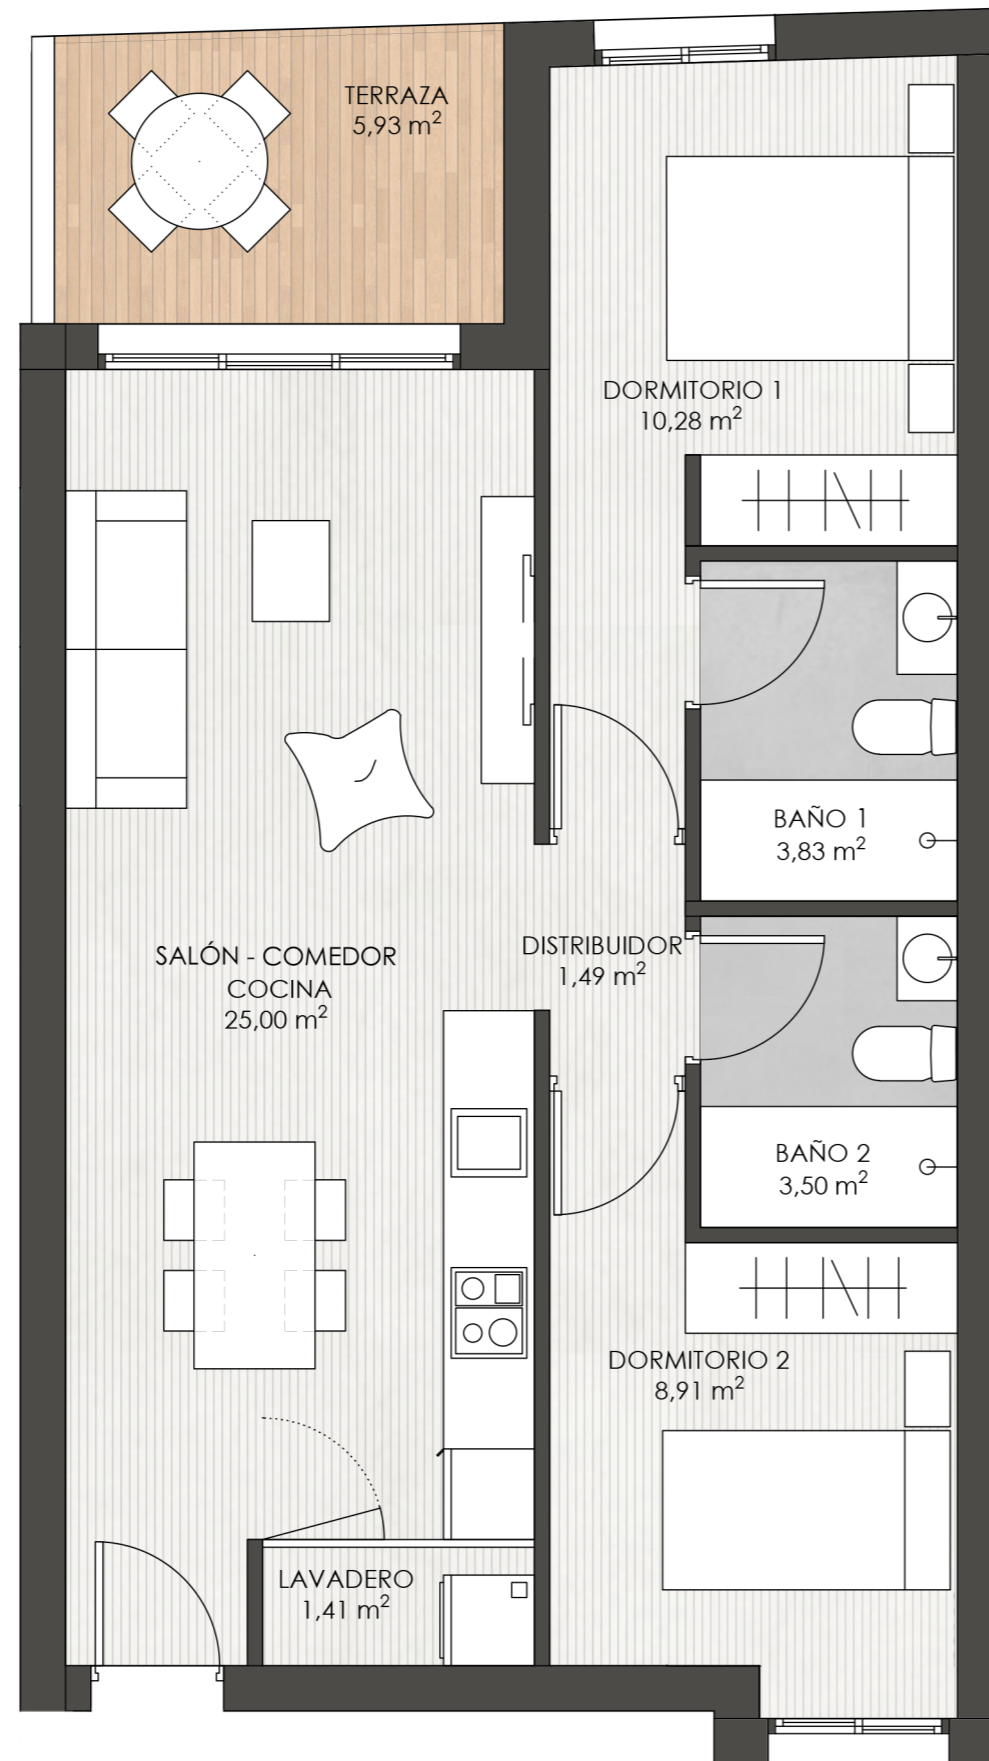 TERRAZA
5,93 m²
DORMITORIO 1
10,28 m²
BAÑO 1
3,83 m²
SALÓN - COMEDOR
COCINA
25,00 m²
DISTRIBUIDOR
1,49 m²
BAÑO 2
3,50 m²
DORMITORIO 2
8,91 m²
LAVADERO
1,41 m²